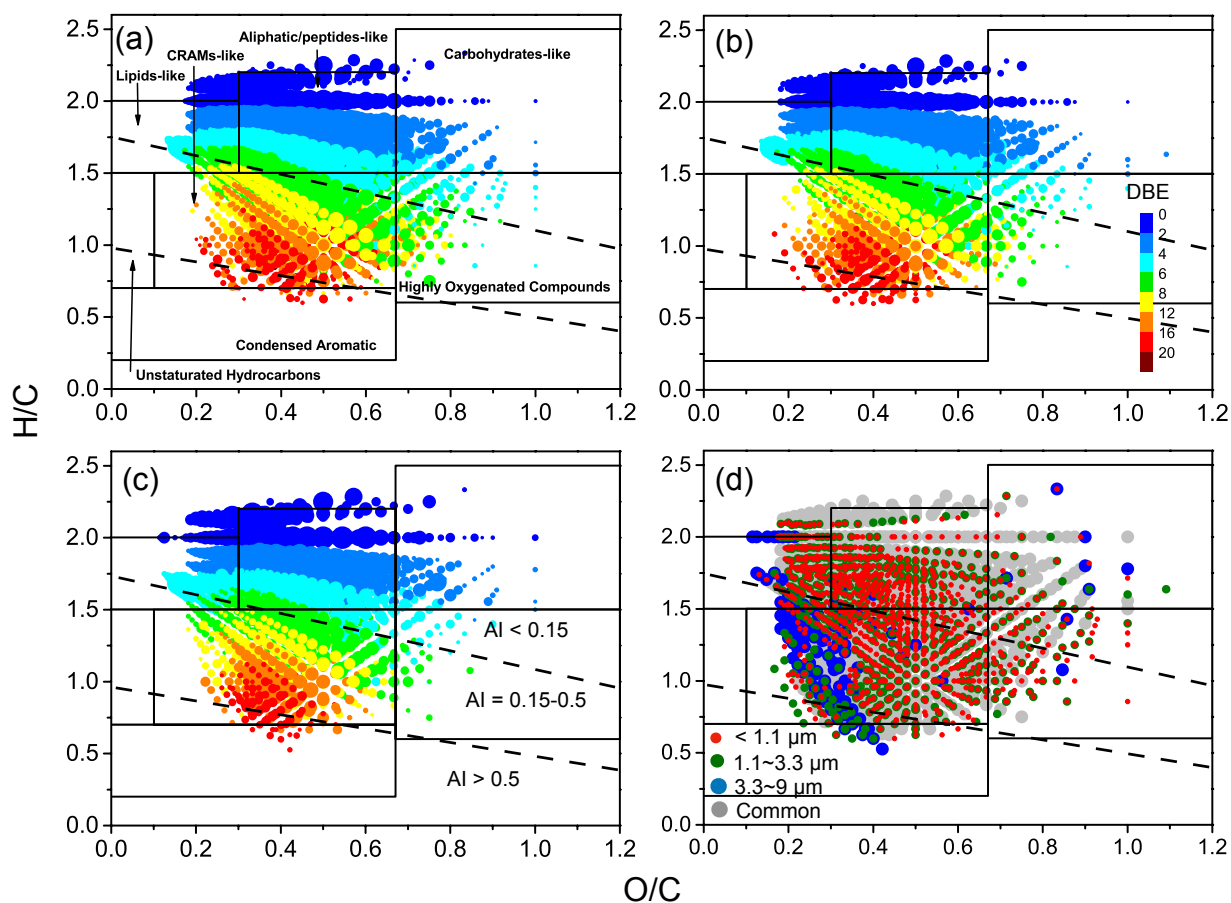 H/C
(a)
Aliphatic/peptides-like
CRAMs-like
Carbohydrates-like
Lipids-like
Highly Oxygenated Compounds
Condensed Aromatic
Unstaturated Hydrocarbons
2.5
2.0
1.5
1.0
0.5
0.0
0.0 0.2 0.4 0.6 0.8 1.0 1.2
(b)
DBE
0
2
4
6
8
12
16
20
2.5
2.0
1.5
1.0
0.5
0.0
0.0 0.2 0.4 0.6 0.8 1.0 1.2
(c)
AI < 0.15
AI = 0.15-0.5
AI > 0.5
2.5
2.0
1.5
1.0
0.5
0.0
0.0 0.2 0.4 0.6 0.8 1.0 1.2
(d)
< 1.1 µm
1.1~3.3 µm
3.3~9 µm
Common
2.5
2.0
1.5
1.0
0.5
0.0
0.0 0.2 0.4 0.6 0.8 1.0 1.2
O/C